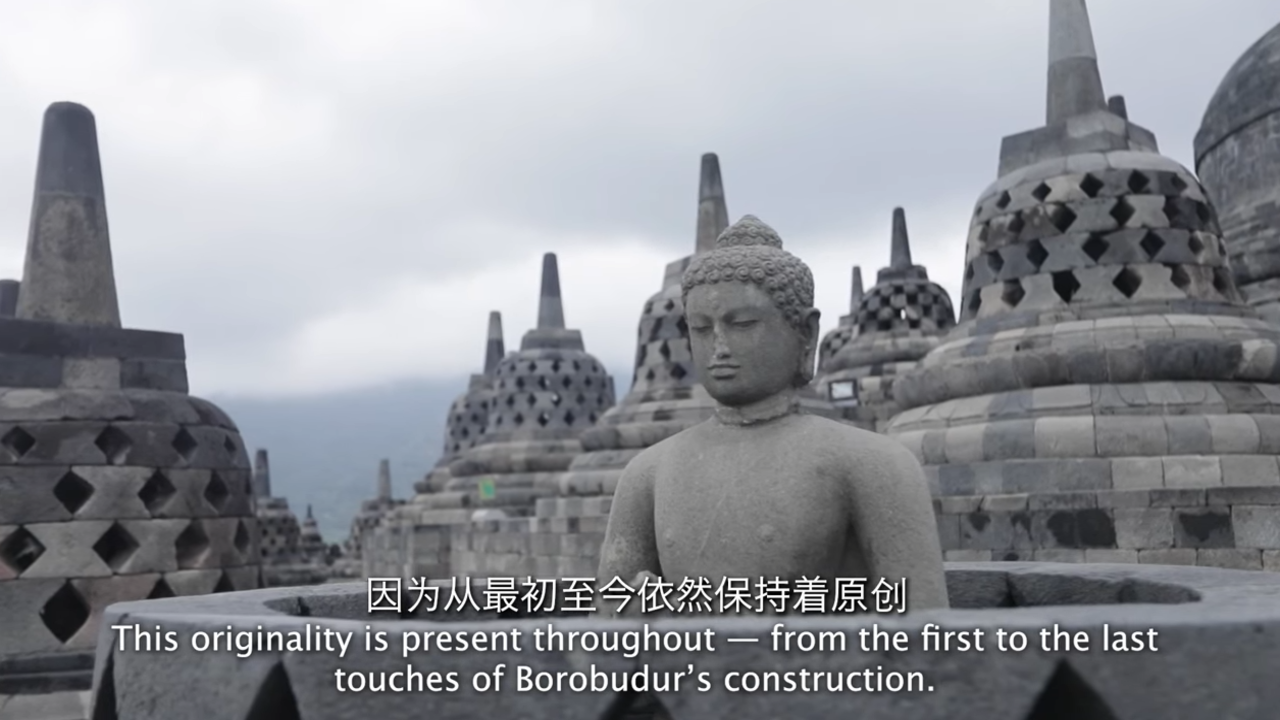 因为从最初至今依然保持着原创
This originality is present throughout — from the first to the last
touches of Borobudur’s construction.